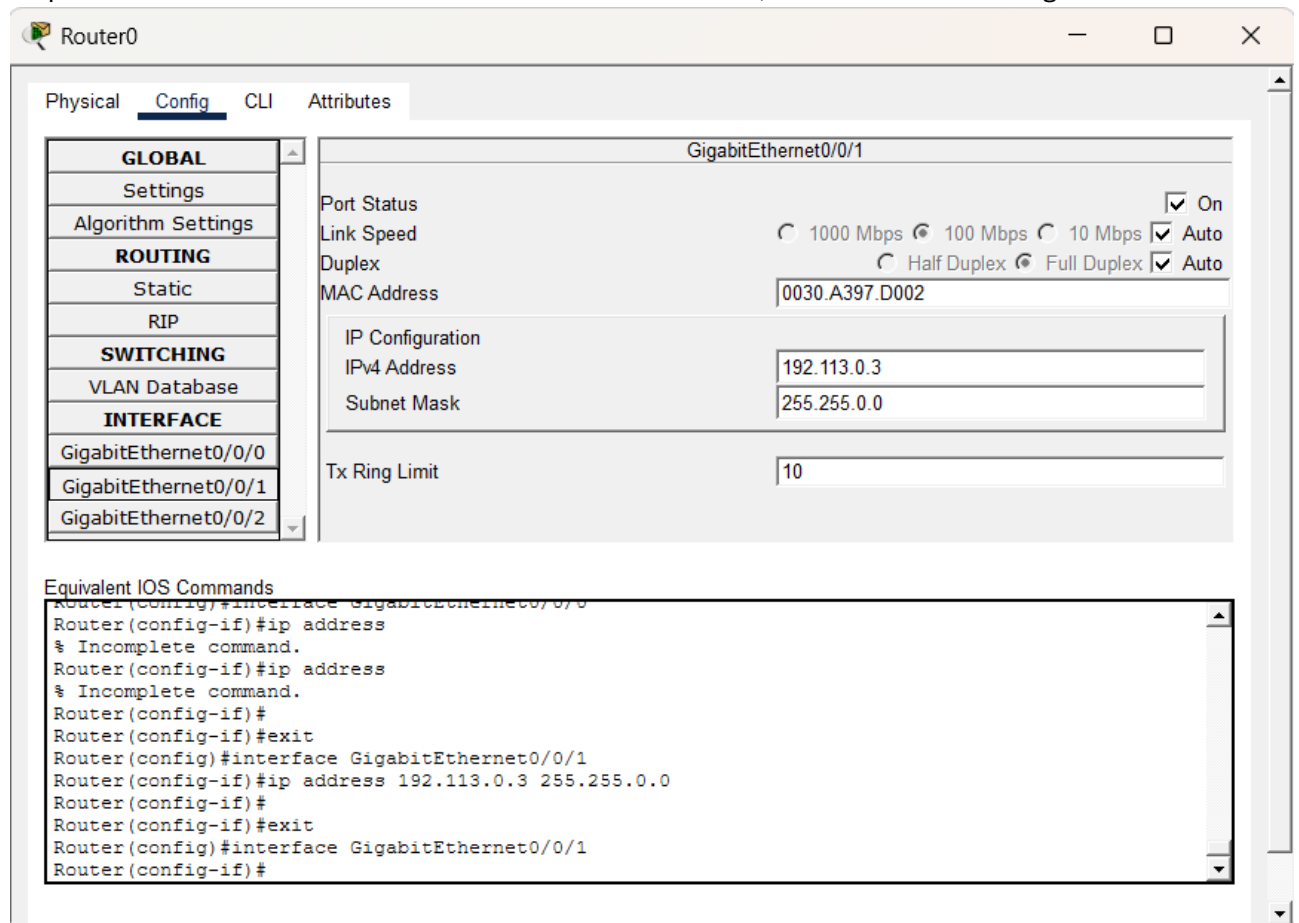 Router0
Physical Config CLI Attributes
GLOBAL
Settings
Algorithm Settings
ROUTING
Static
RIP
SWITCHING
VLAN Database
INTERFACE
GigabitEthernet0/0/0
GigabitEthernet0/0/1
GigabitEthernet0/0/2
GigabitEthernet0/0/1
Port Status On
Link Speed 1000 Mbps 100 Mbps 10 Mbps Auto
Duplex Half Duplex Full Duplex Auto
MAC Address 0030.A397.D002
IP Configuration
IPv4 Address 192.113.0.3
Subnet Mask 255.255.0.0
Tx Ring Limit 10
Equivalent IOS Commands
Router(config)#interface GigabitEthernet0/0/0
Router(config-if)#ip address
% Incomplete command.
Router(config-if)#ip address
% Incomplete command.
Router(config-if)#
Router(config-if)#exit
Router(config)#interface GigabitEthernet0/0/1
Router(config-if)#ip address 192.113.0.3 255.255.0.0
Router(config-if)#
Router(config-if)#exit
Router(config)#interface GigabitEthernet0/0/1
Router(config-if)#